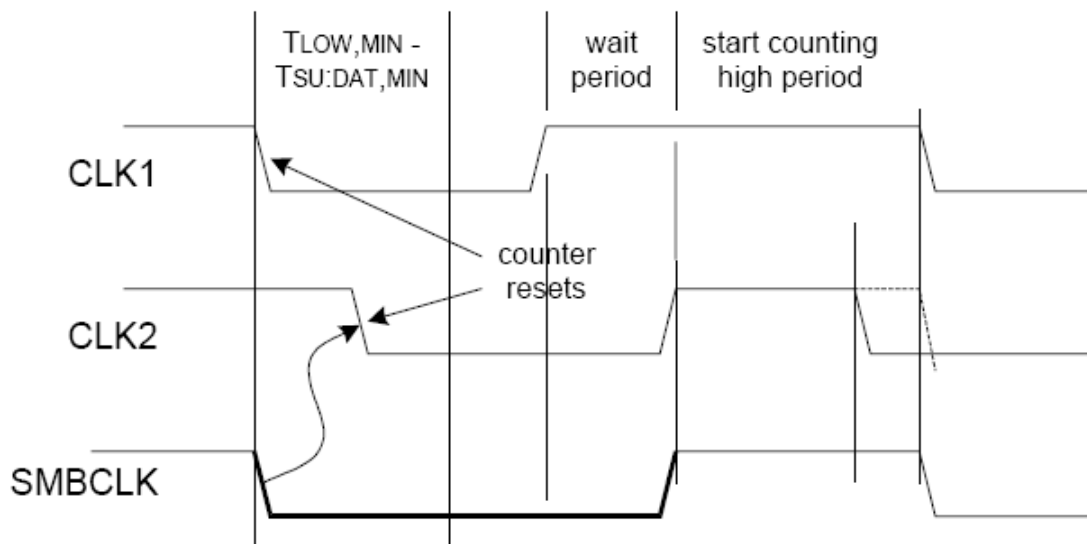 TLOW,MIN -
TSU:DAT,MIN
wait
period
start counting
high period
CLK1
counter
resets
CLK2
SMBCLK